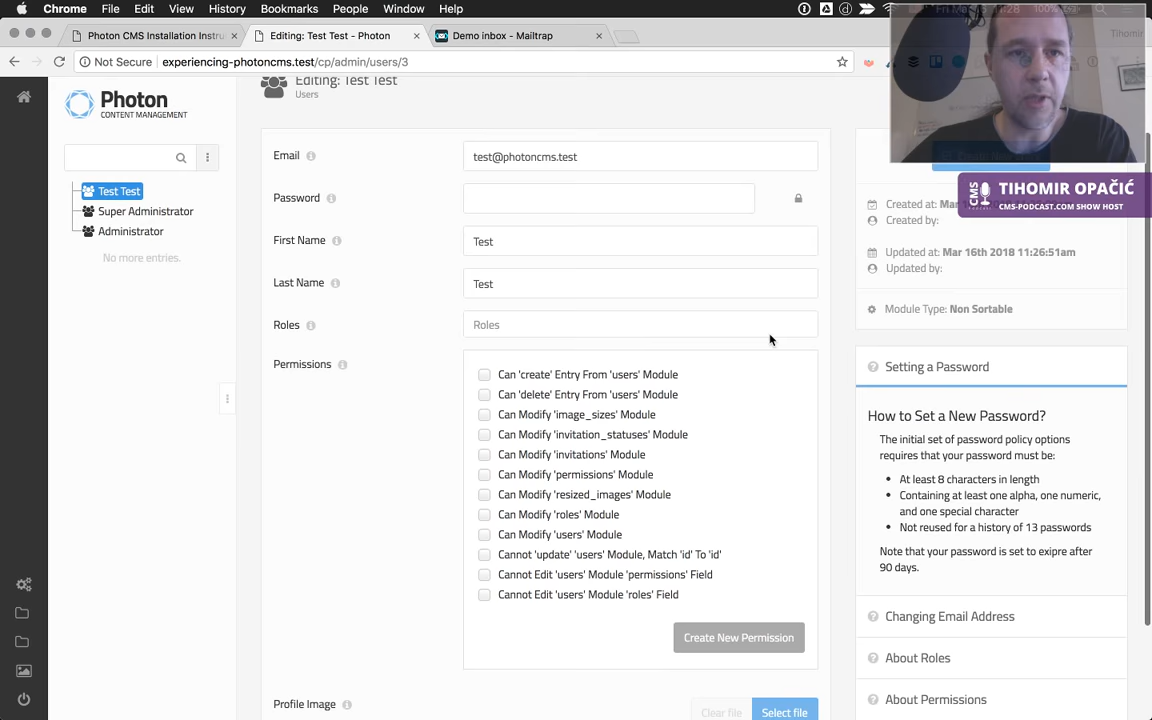 Chrome File Edit View History Bookmarks People Window Help
Photon CMS Installation Instru
Editing: Test Test - Photon
Demo inbox - Mailtrap
Tihomir
Not Secure experiencing-photoncms.test/cp/admin/users/3
Photon
CONTENT MANAGEMENT
Test Test
Super Administrator
Administrator
No more entries.
Editing: Test Test
Users
Email test@photoncms.test
Password
First Name Test
Last Name Test
Roles Roles
Permissions
Can 'create' Entry From 'users' Module
Can 'delete' Entry From 'users' Module
Can Modify 'image_sizes' Module
Can Modify 'invitation_statuses' Module
Can Modify 'invitations' Module
Can Modify 'permissions' Module
Can Modify 'resized_images' Module
Can Modify 'roles' Module
Can Modify 'users' Module
Cannot 'update' 'users' Module, Match 'id' To 'id'
Cannot Edit 'users' Module 'permissions' Field
Cannot Edit 'users' Module 'roles' Field
Create New Permission
Profile Image
Clear file Select file
CMS
TIHOMIR OPAČIĆ
CMS-PODCAST.COM SHOW HOST
Created at:
Created by:
Updated at: Mar 16th 2018 11:26:51am
Updated by:
Module Type: Non Sortable
Setting a Password
How to Set a New Password?
The initial set of password policy options
requires that your password must be:
At least 8 characters in length
Containing at least one alpha, one numeric,
and one special character
Not reused for a history of 13 passwords
Note that your password is set to exipre after
90 days.
Changing Email Address
About Roles
About Permissions